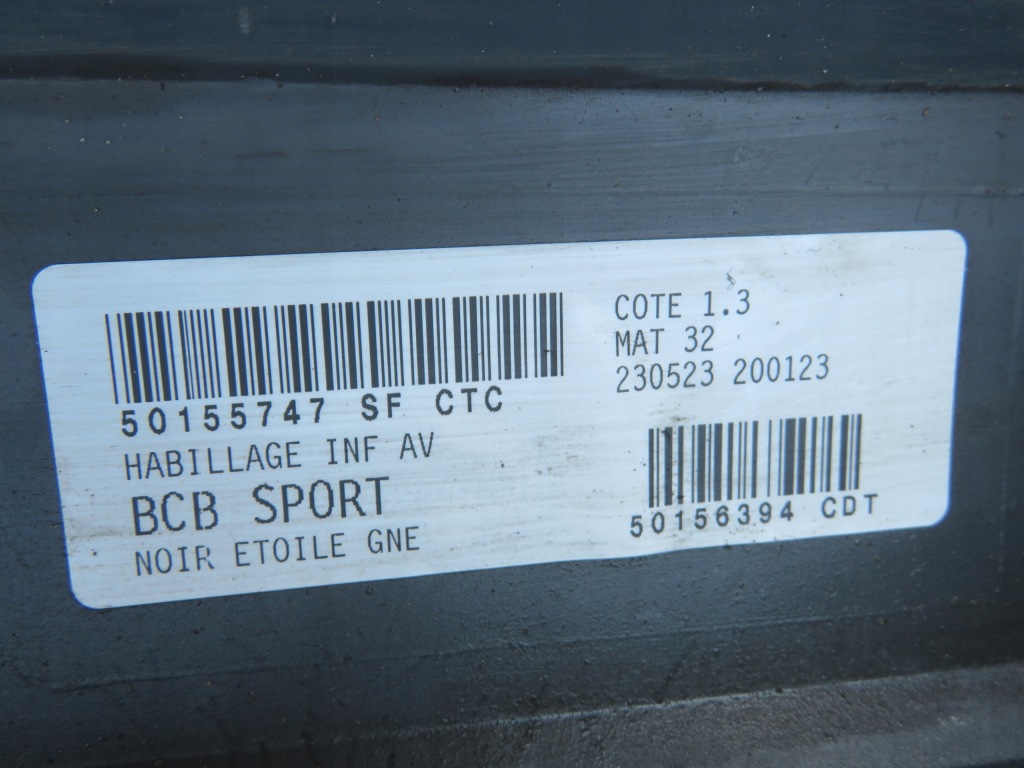 50155747 SF CTC
HABILLAGE INF AV
BCB SPORT
NOIR ETOILE GNE
COTE 1.3
MAT 32
230523 200123
50156394 CDT